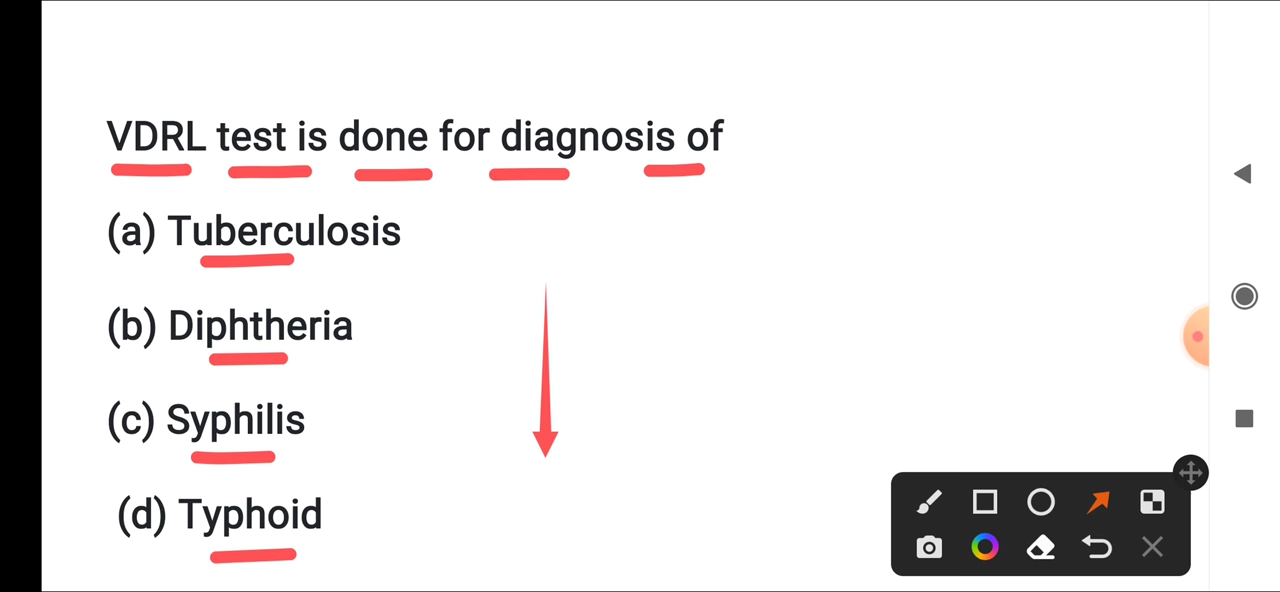 VDRL test is done for diagnosis of
(a) Tuberculosis
(b) Diphtheria
(c) Syphilis
(d) Typhoid